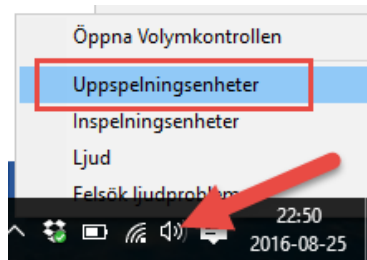 Öppna Volymkontrollen
Uppspelningsenheter
Inspelningsenheter
Ljud
Felsök ljudproblem
22:50
2016-08-25